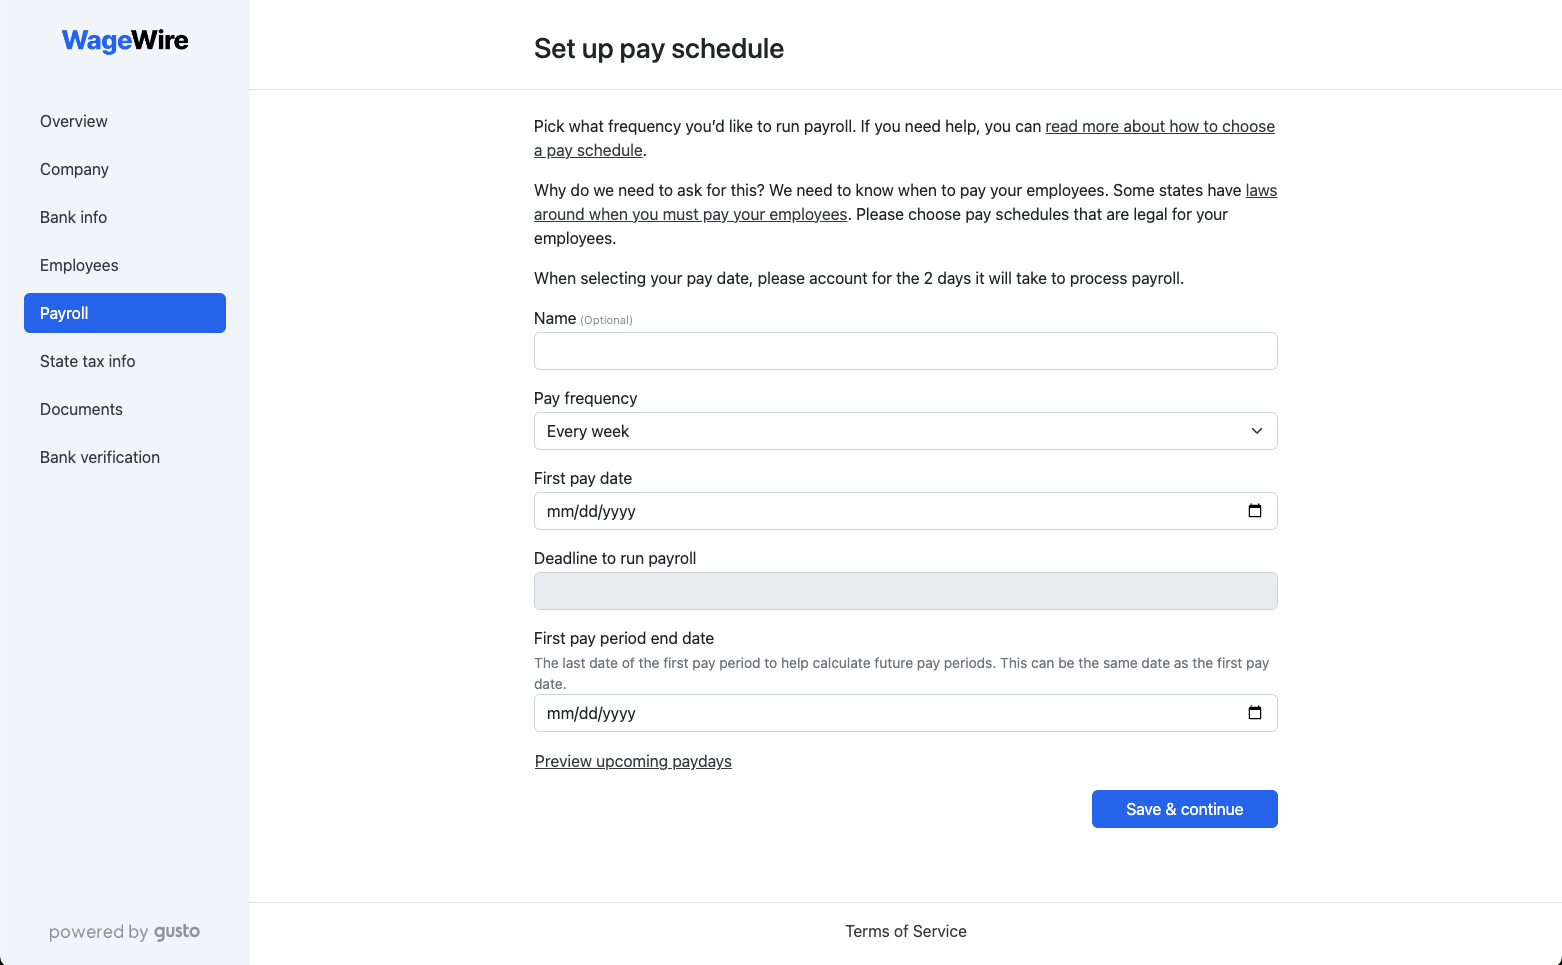 WageWire
Overview
Company
Bank info
Employees
Payroll
State tax info
Documents
Bank verification
powered by gusto
Set up pay schedule
Pick what frequency you’d like to run payroll. If you need help, you can read more about how to choose
a pay schedule.
Why do we need to ask for this? We need to know when to pay your employees. Some states have laws
around when you must pay your employees. Please choose pay schedules that are legal for your
employees.
When selecting your pay date, please account for the 2 days it will take to process payroll.
Name (Optional)
Pay frequency
Every week
First pay date
mm/dd/yyyy
Deadline to run payroll
First pay period end date
The last date of the first pay period to help calculate future pay periods. This can be the same date as the first pay
date.
mm/dd/yyyy
Preview upcoming paydays
Save & continue
Terms of Service